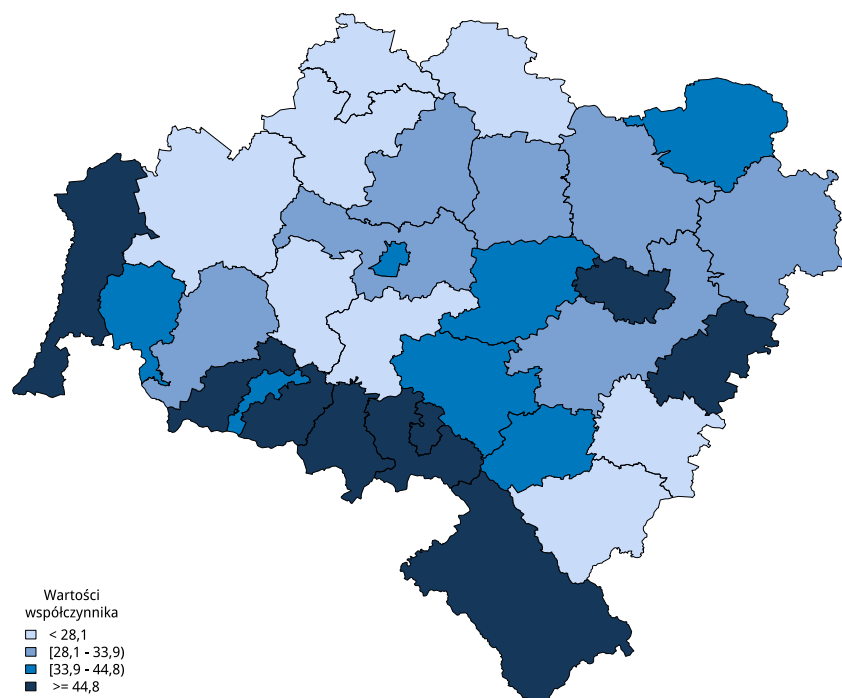 Wartości
współczynnika
< 28,1
[28,1 - 33,9)
[33,9 - 44,8)
>= 44,8